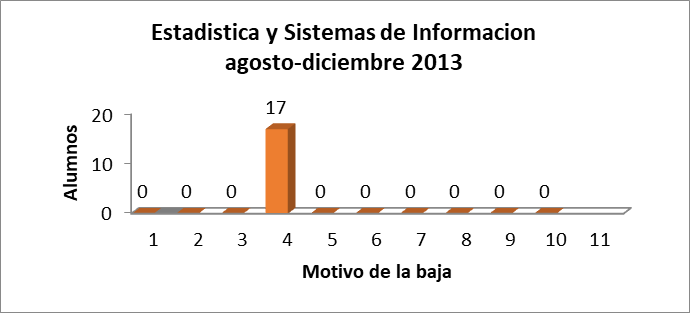 Estadistica y Sistemas de Informacion
agosto-diciembre 2013
Alumnos
20
10
0
0 0 0 17 0 0 0 0 0 0
1 2 3 4 5 6 7 8 9 10 11
Motivo de la baja